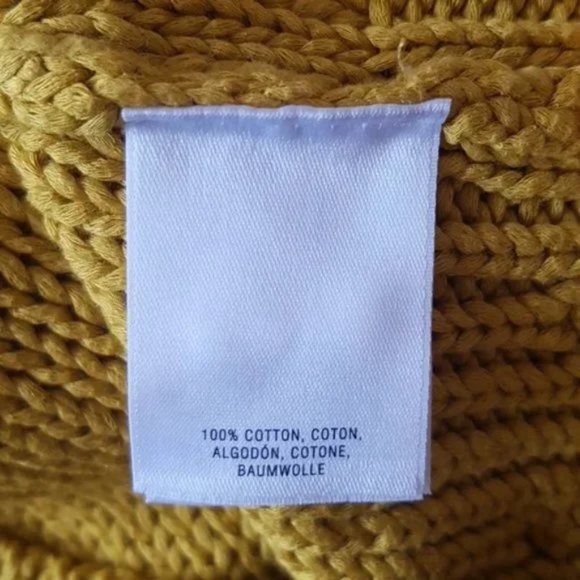 100% COTTON, COTON,
ALGODÓN, COTONE,
BAUMWOLLE